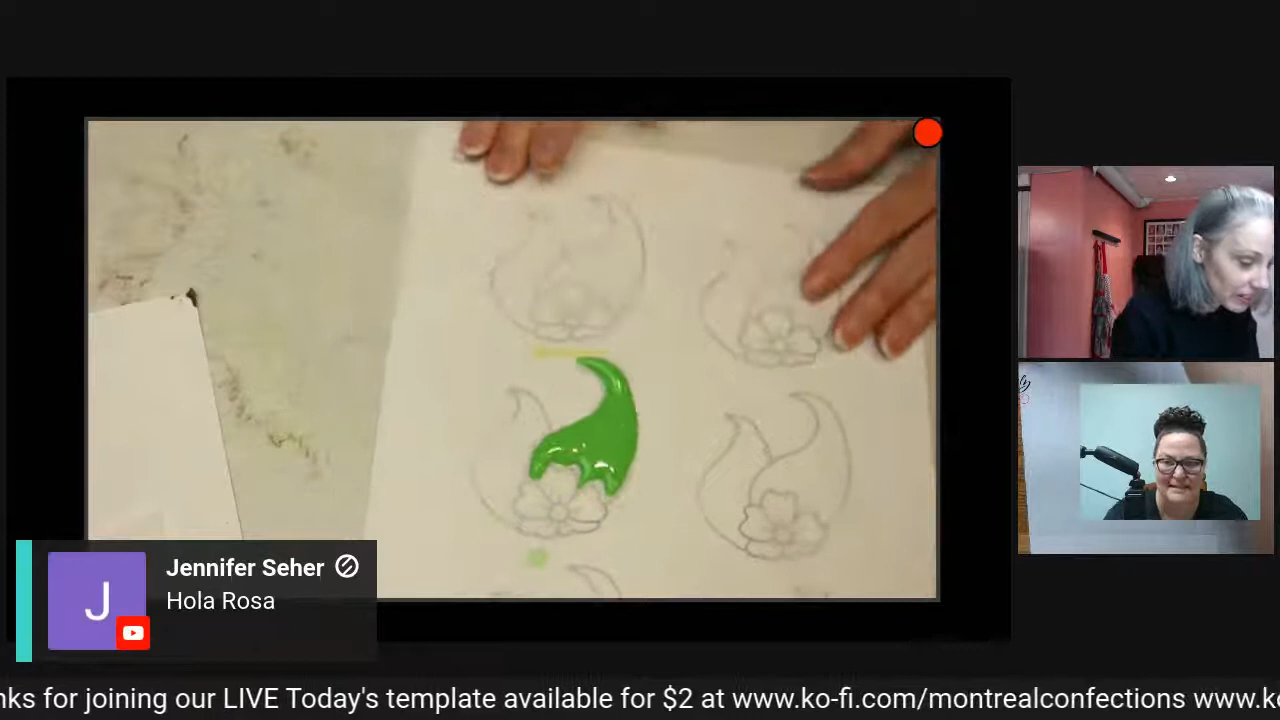 J
Jennifer Seher
Hola Rosa
nks for joining our LIVE Today's template available for $2 at www.ko-fi.com/montrealconfections www.ko